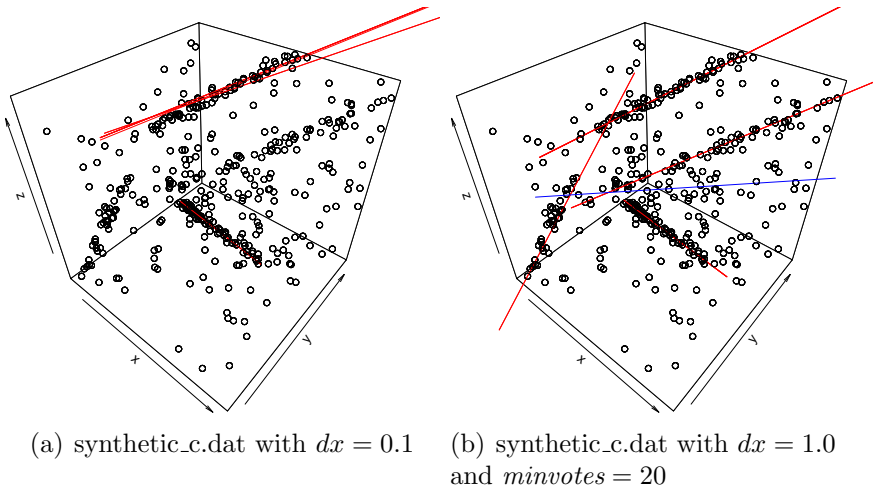 z
x
y
z
x
y
(a) synthetic_c.dat with dx = 0.1
(b) synthetic_c.dat with dx = 1.0
and minvotes = 20